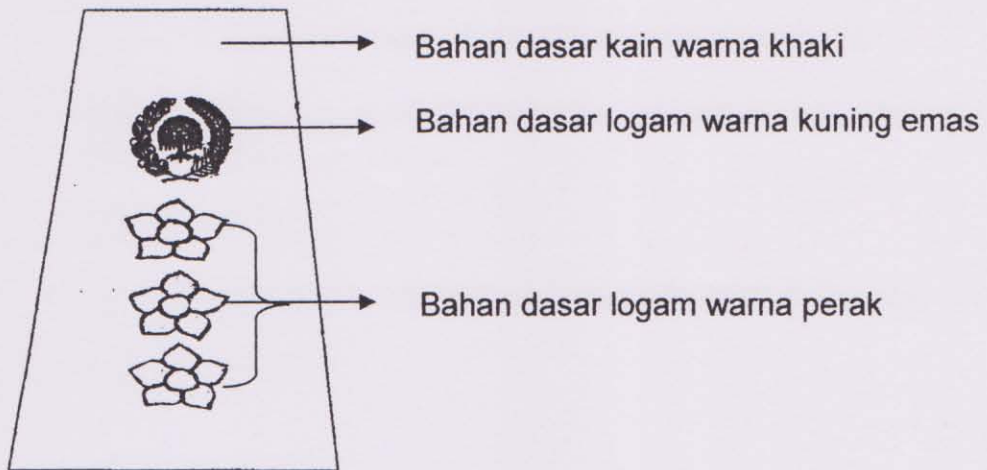 Bahan dasar kain warna khaki
Bahan dasar logam warna kuning emas
Bahan dasar logam warna perak